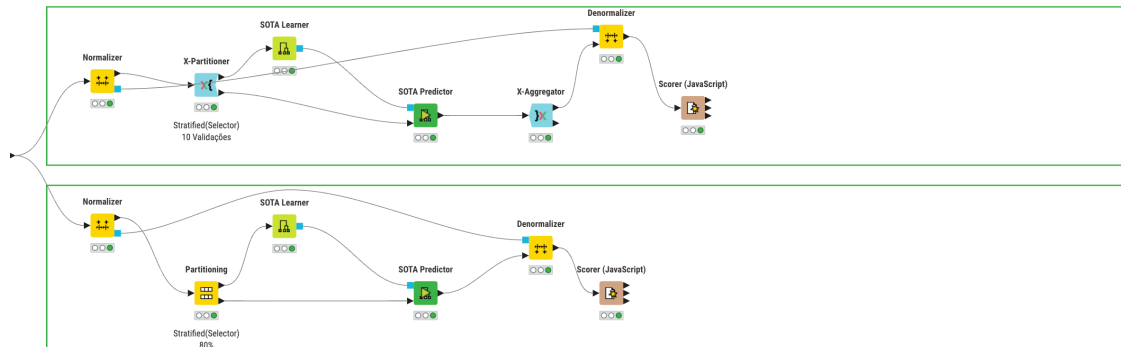 Denormalizer
SOTA Learner
Normalizer
X-Partitioner
Scorer (JavaScript)
SOTA Predictor
X-Aggregator
Stratified(Selector)
10 Validações
Normalizer
SOTA Learner
Denormalizer
Partitioning
SOTA Predictor
Scorer (JavaScript)
Stratified(Selector)
80%